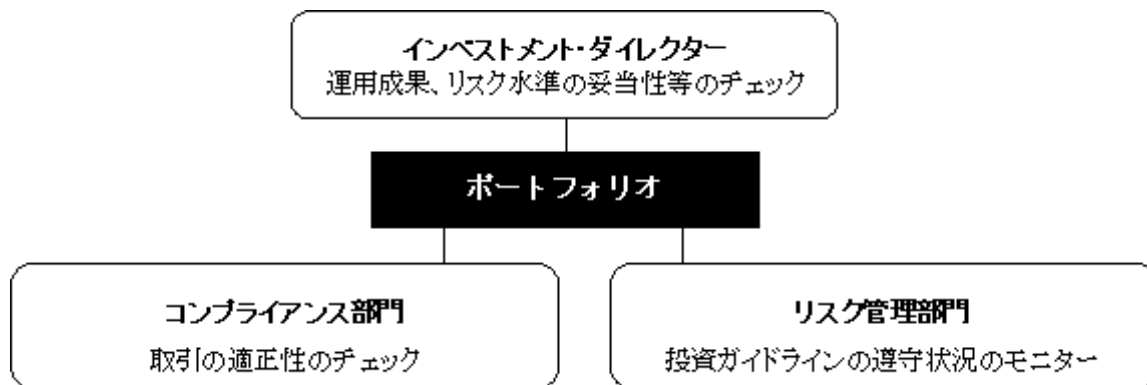 インベストメント・ダイレクター
運用成果、リスク水準の妥当性等のチェック
ポートフォリオ
コンプライアンス部門
取引の適正性のチェック
リスク管理部門
投資ガイドラインの遵守状況のモニター